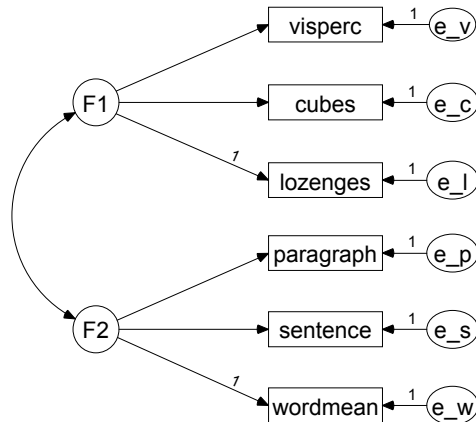 visperc 1 e_v
F1
cubes 1 e_c
1
lozenges 1 e_l
paragraph 1 e_p
F2
sentence 1 e_s
1
wordmean 1 e_w